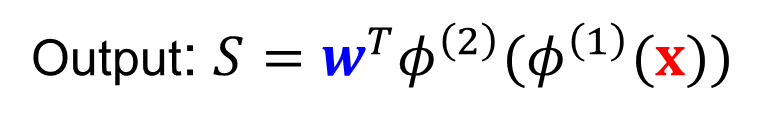 Output: S = w^T ϕ^(2)(ϕ^(1)(x))